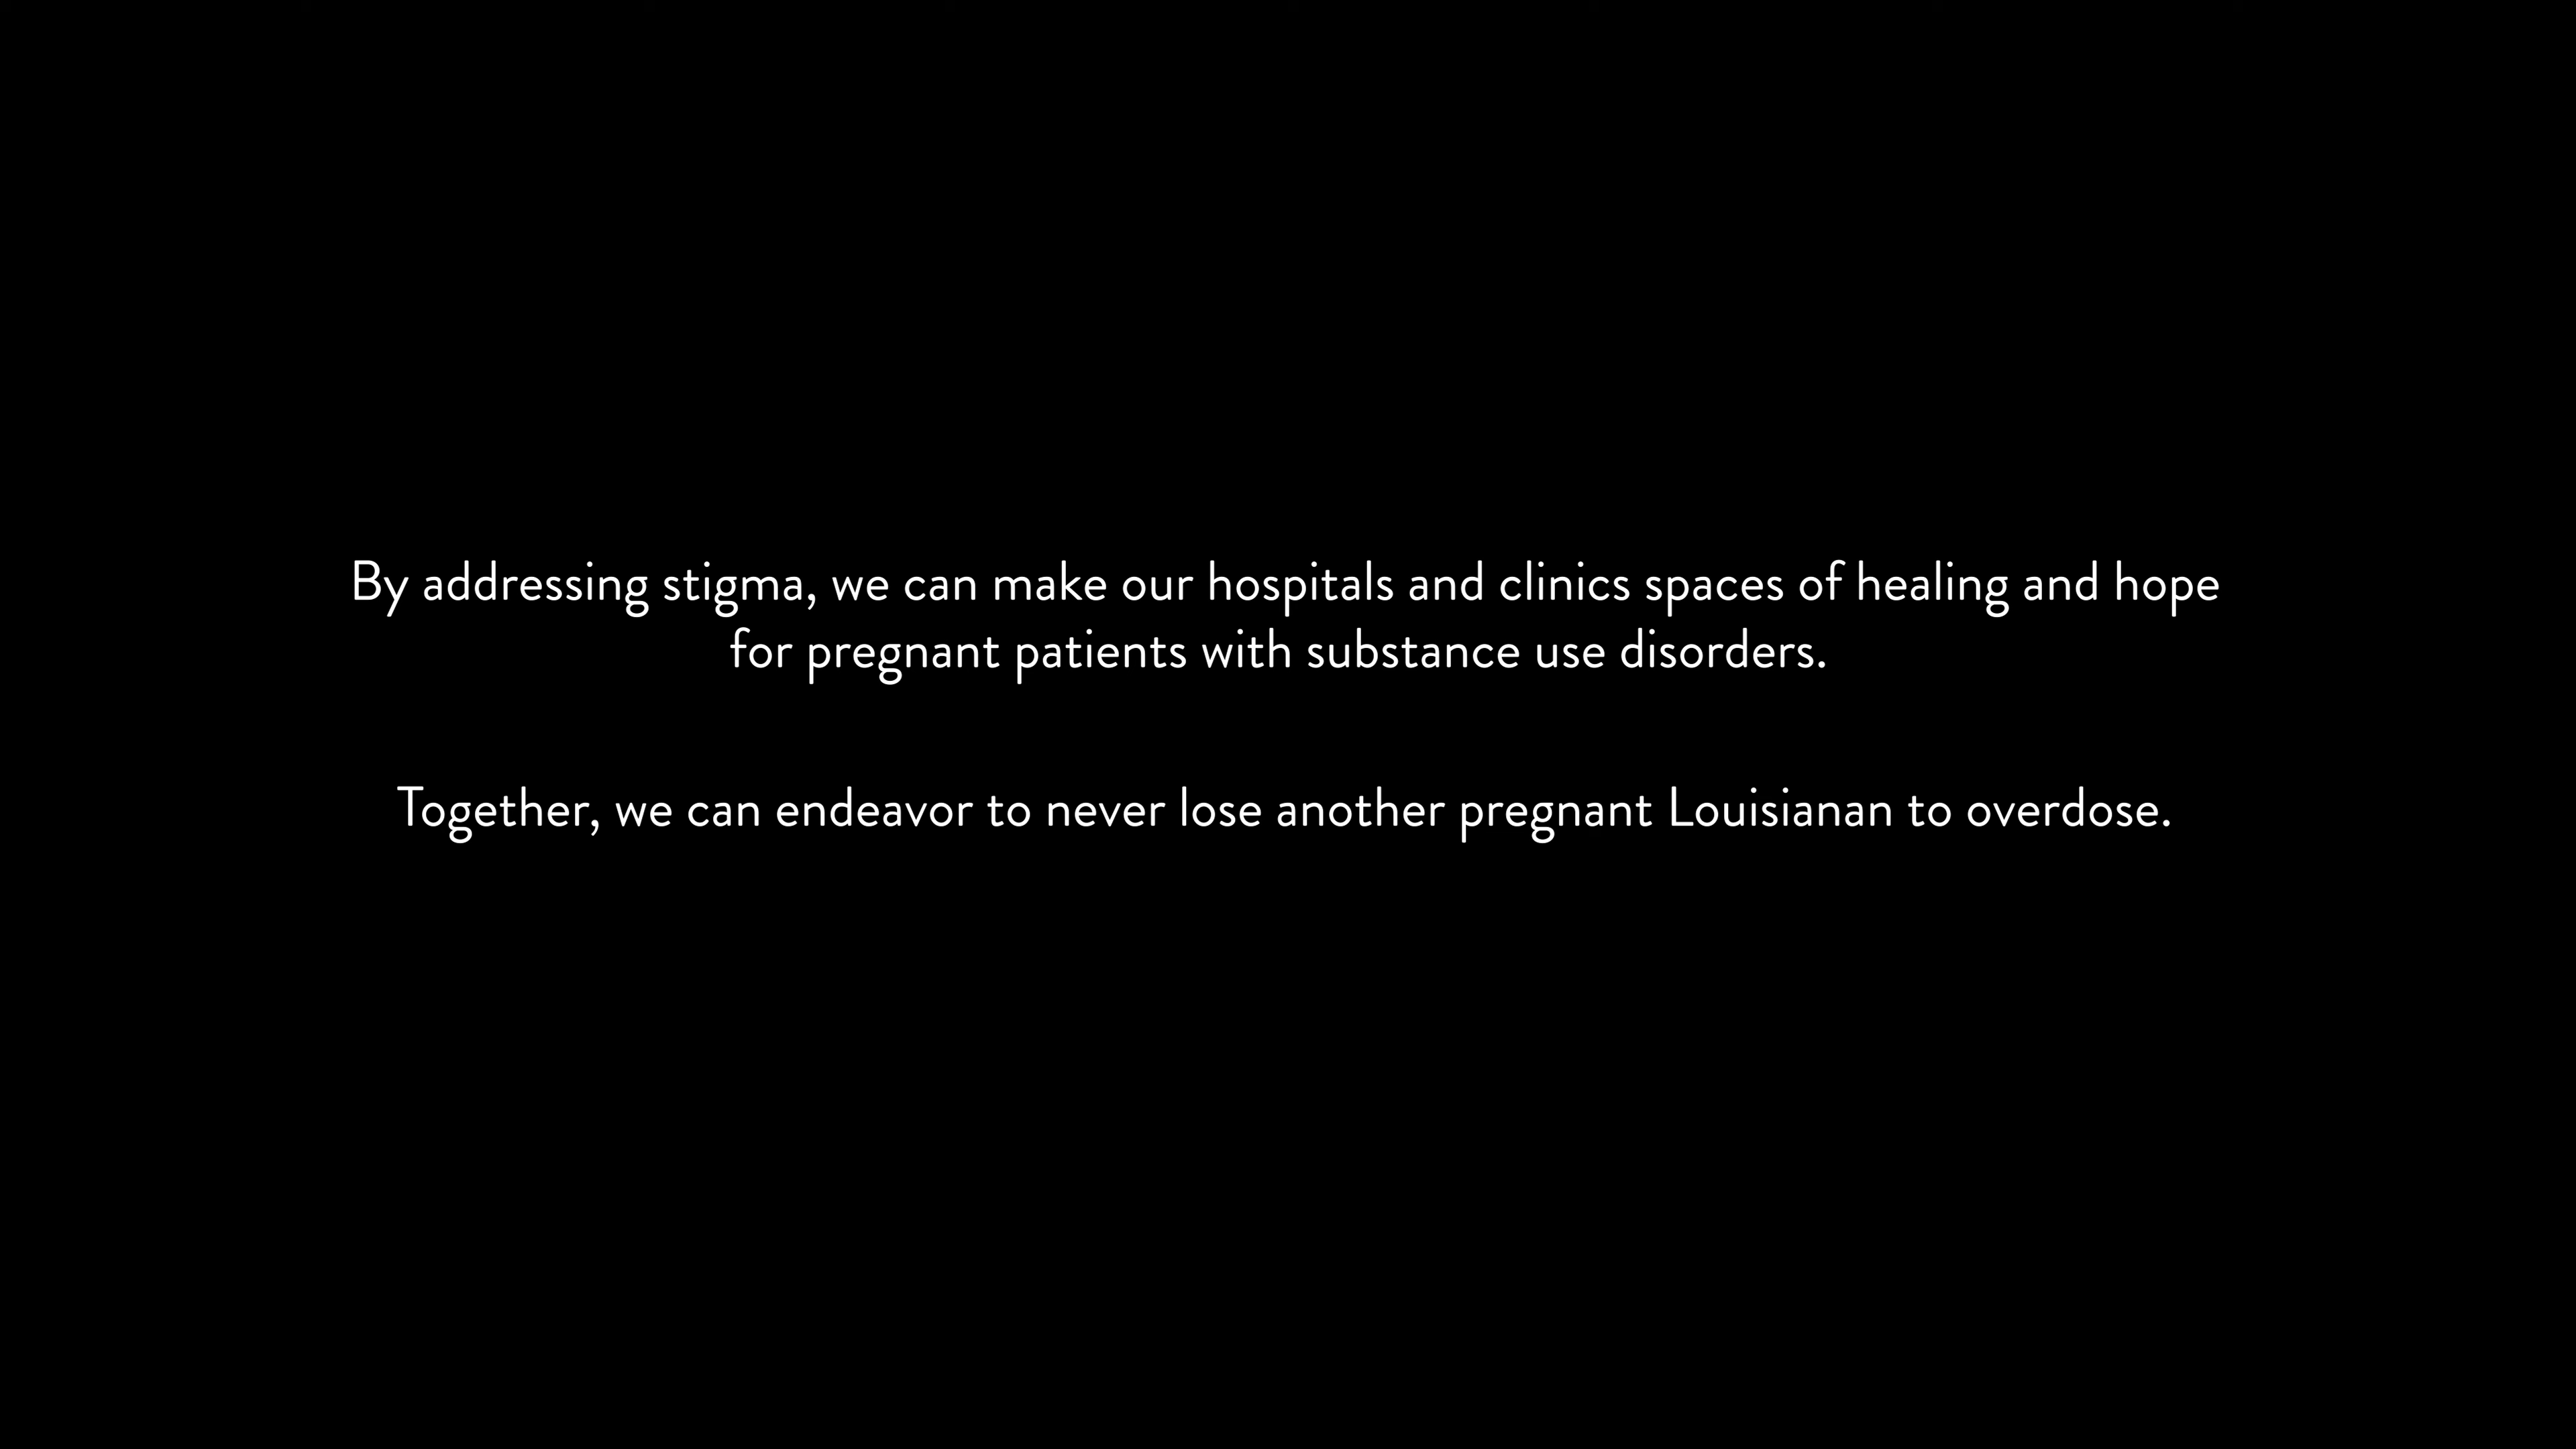 By addressing stigma, we can make our hospitals and clinics spaces of healing and hope
for pregnant patients with substance use disorders.
Together, we can endeavor to never lose another pregnant Louisianan to overdose.